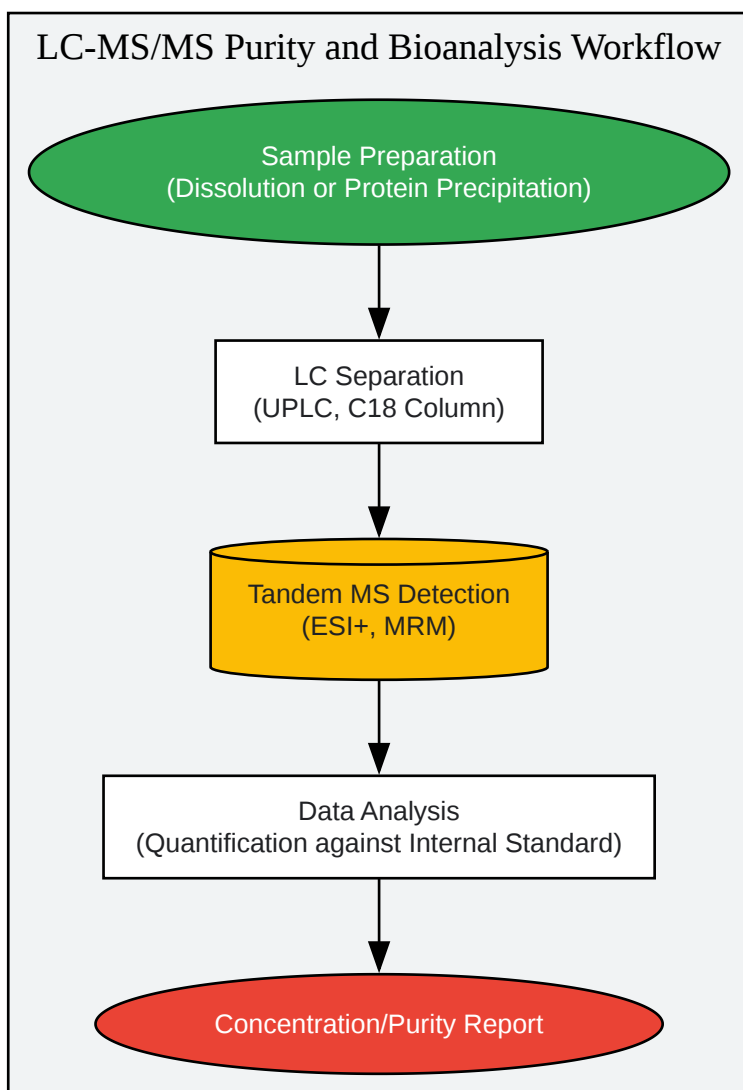 LC-MS/MS Purity and Bioanalysis Workflow
Sample Preparation
(Dissolution or Protein Precipitation)
LC Separation
(UPLC, C18 Column)
Tandem MS Detection
(ESI+, MRM)
Data Analysis
(Quantification against Internal Standard)
Concentration/Purity Report